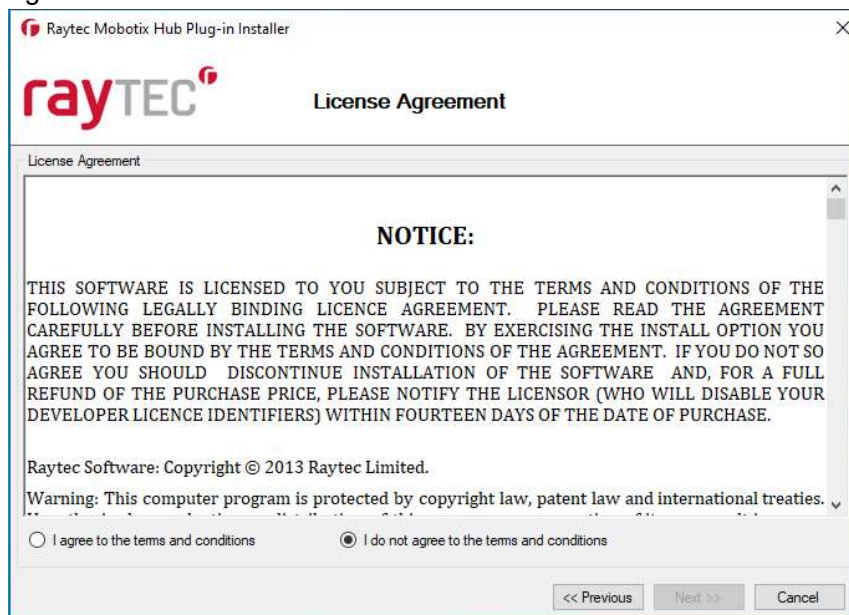 Raytec Mobotix Hub Plug-in Installer
rayTEC
License Agreement
License Agreement
NOTICE:
THIS SOFTWARE IS LICENSED TO YOU SUBJECT TO THE TERMS AND CONDITIONS OF THE
FOLLOWING LEGALLY BINDING LICENCE AGREEMENT. PLEASE READ THE AGREEMENT
CAREFULLY BEFORE INSTALLING THE SOFTWARE. BY EXERCISING THE INSTALL OPTION YOU
AGREE TO BE BOUND BY THE TERMS AND CONDITIONS OF THE AGREEMENT. IF YOU DO NOT SO
AGREE YOU SHOULD DISCONTINUE INSTALLATION OF THE SOFTWARE AND, FOR A FULL
REFUND OF THE PURCHASE PRICE, PLEASE NOTIFY THE LICENSOR (WHO WILL DISABLE YOUR
DEVELOPER LICENCE IDENTIFIERS) WITHIN FOURTEEN DAYS OF THE DATE OF PURCHASE.
Raytec Software: Copyright © 2013 Raytec Limited.
Warning: This computer program is protected by copyright law, patent law and international treaties.
I agree to the terms and conditions
I do not agree to the terms and conditions
<< Previous
Next >>
Cancel